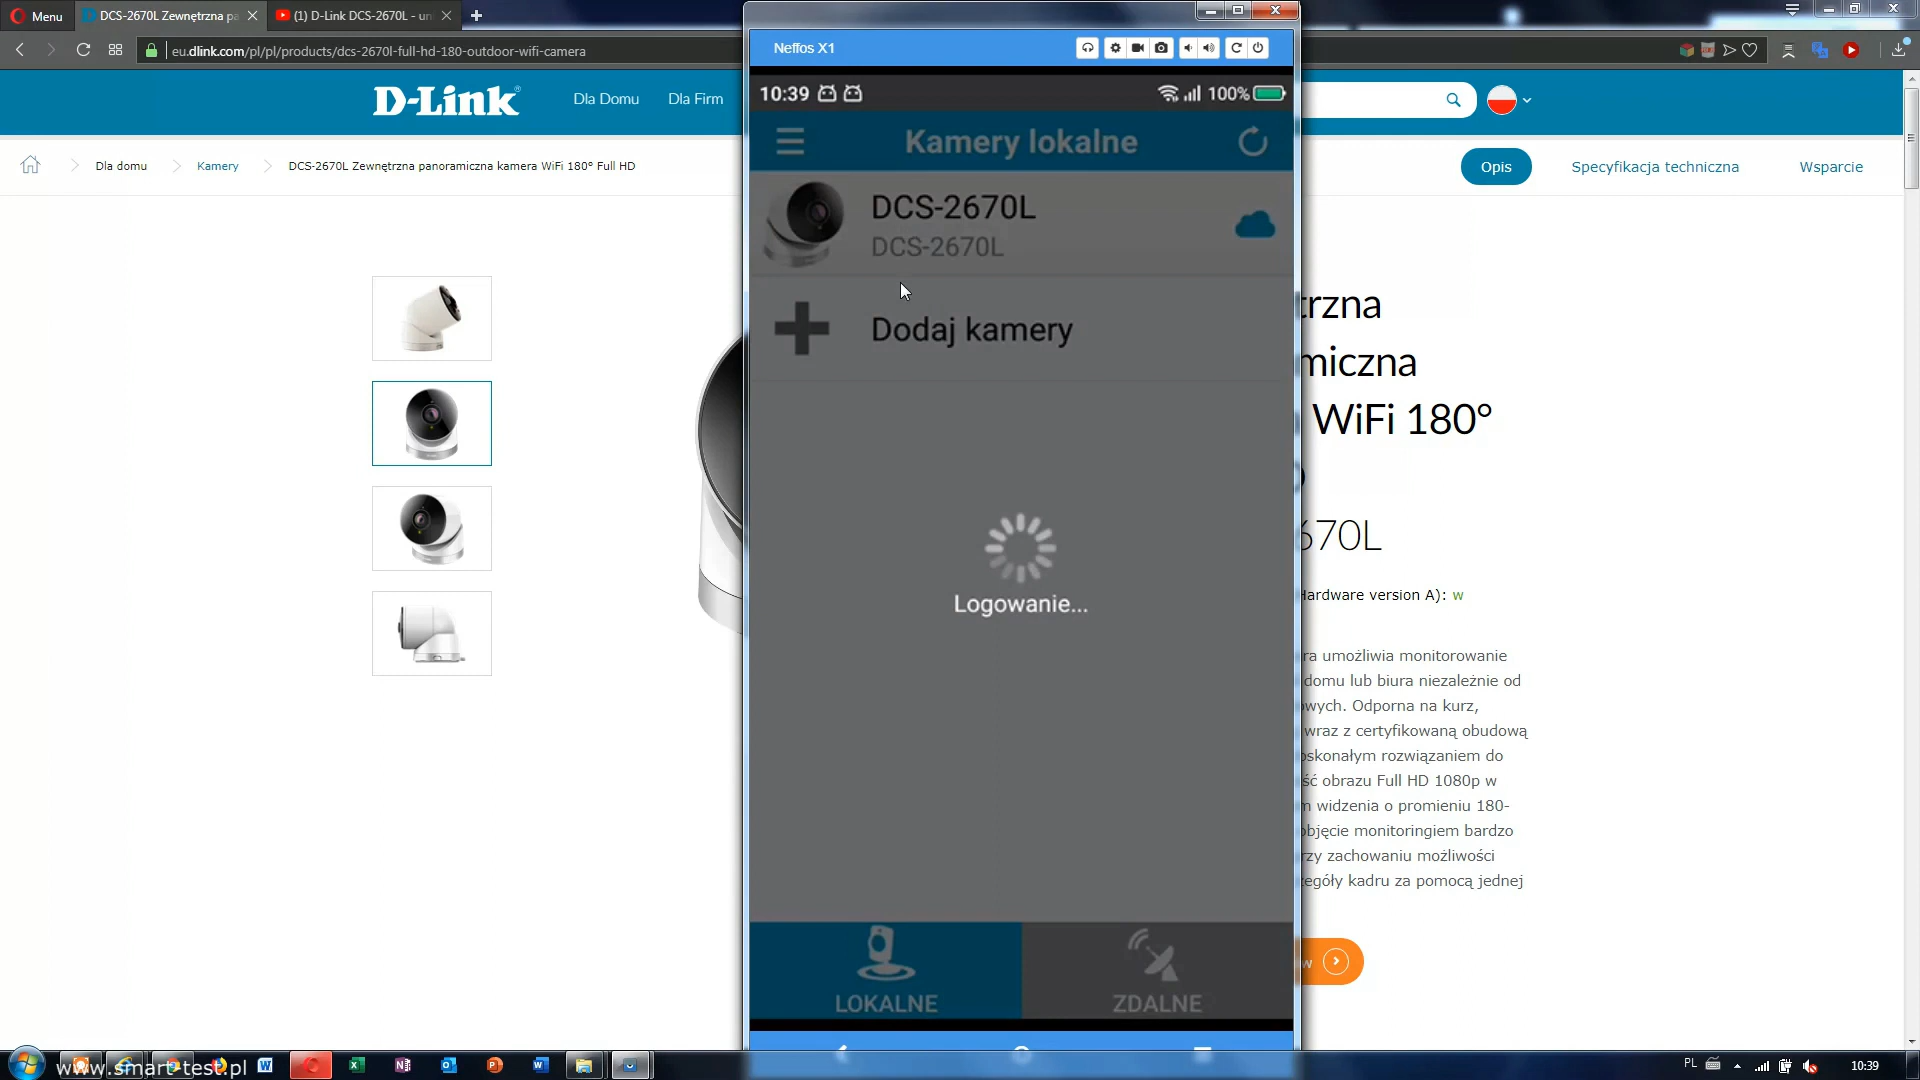 Menu
DCS-2670L Zewnętrzna pa
(1) D-Link DCS-2670L - un
eu.dlink.com/pl/pl/products/dcs-2670l-full-hd-180-outdoor-wifi-camera
D-Link
Dla Domu
Dla Firm
Dla domu
Kamery
DCS-2670L Zewnętrzna panoramiczna kamera WiFi 180° Full HD
Opis
Specyfikacja techniczna
Wsparcie
Neffos X1
10:39
100%
Kamery lokalne
DCS-2670L
DCS-2670L
Dodaj kamery
Logowanie...
LOKALNE
ZDALNE
trzna
miczna
WiFi 180°
670L
Hardware version A): w
ra umożliwia monitorowanie
domu lub biura niezależnie od
owych. Odporna na kurz,
wraz z certyfikowaną obudową
oskonałym rozwiązaniem do
ść obrazu Full HD 1080p w
m widzenia o promieniu 180-
objęcie monitoringiem bardzo
rzy zachowaniu możliwości
zegóły kadru za pomocą jednej
w
www.smart-test.pl
PL
10:39